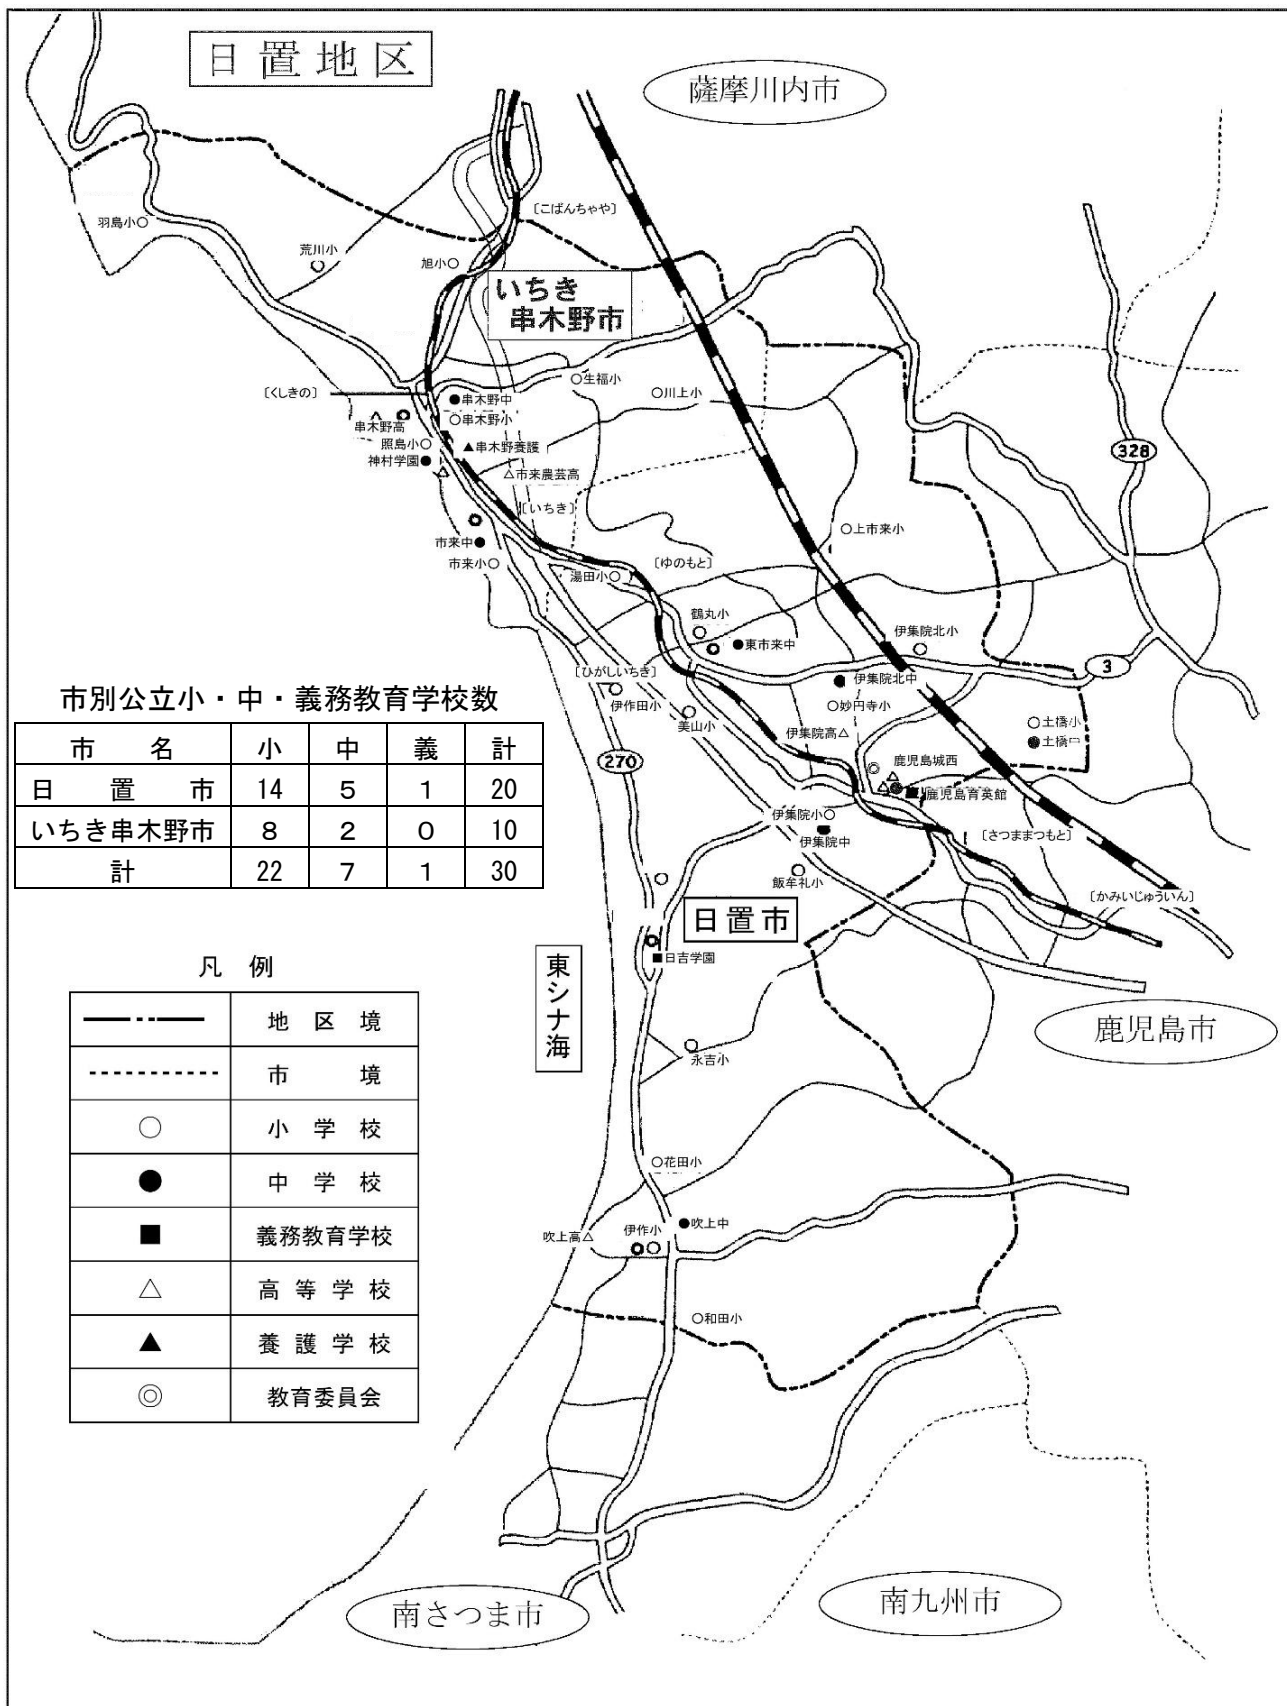 日置地区
薩摩川内市
〔こばんちゃや〕
羽島小○
荒川小
○
旭小○
いちき
串木野市
〔くしきの〕
○生福小
○川上小
●串木野中
串木野高
○串木野小
照島小○
▲串木野養護
神村学園●
△市来農芸高
328
〔いちき〕
○上市来小
市来中●
市来小○
〔ゆのもと〕
湯田小○
鶴丸小
●東市来中
伊集院北小
3
〔ひがしいちき〕
伊集院北中
伊作田小
○妙円寺小
美山小
○土橋小
伊集院高△
270
鹿児島城西
鹿児島育英館
伊集院小○
伊集院中
〔さつままつもと〕
飯牟礼小
〔かみいじゅういん〕
市別公立小・中・義務教育学校数
市名 小 中 義 計
日置市 14 5 1 20
いちき串木野市 8 2 0 10
計 22 7 1 30
日置市
■日吉学園
東シナ海
鹿児島市
永吉小
凡例
地区境
市境
○ 小学校
● 中学校
■ 義務教育学校
△ 高等学校
▲ 養護学校
◎ 教育委員会
○花田小
●吹上中
吹上高△
伊作小
◎○
○和田小
南さつま市
南九州市